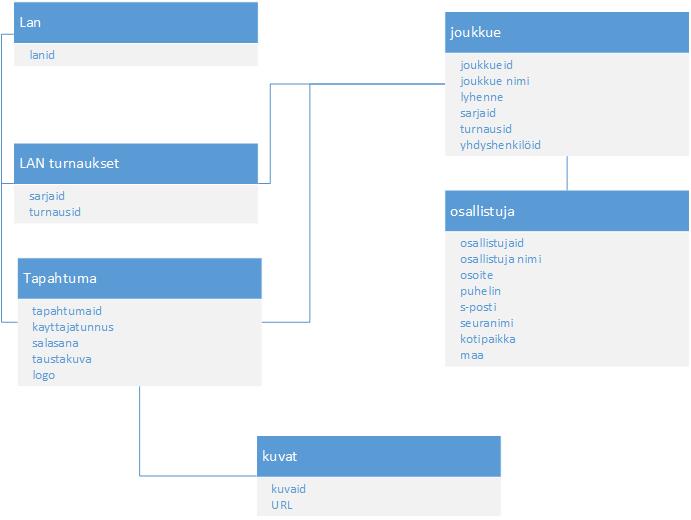 Lan
lanid
LAN turnaukset
sarjaid
turnausid
Tapahtuma
tapahtumaid
kayttajatunnus
salasana
taustakuva
logo
joukkue
joukkueid
joukkue nimi
lyhenne
sarjaid
turnausid
yhdyshenkilöid
osallistuja
osallistujaid
osallistuja nimi
osoite
puhelin
s-posti
seuranimi
kotipaikka
maa
kuvat
kuvaid
URL